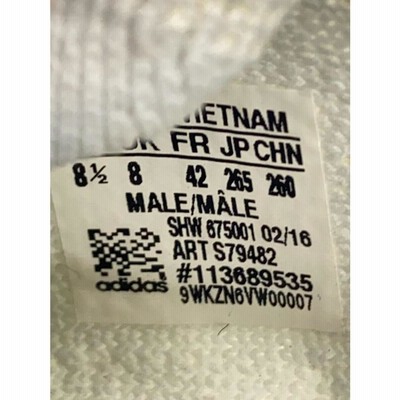 VIETNAM
UK FR JP CHN
8½ 8 42 265 260
MALE/MÂLE
SHW 675001 02/16
ART S79482
#113689535
adidas
9WKZN6VW00007